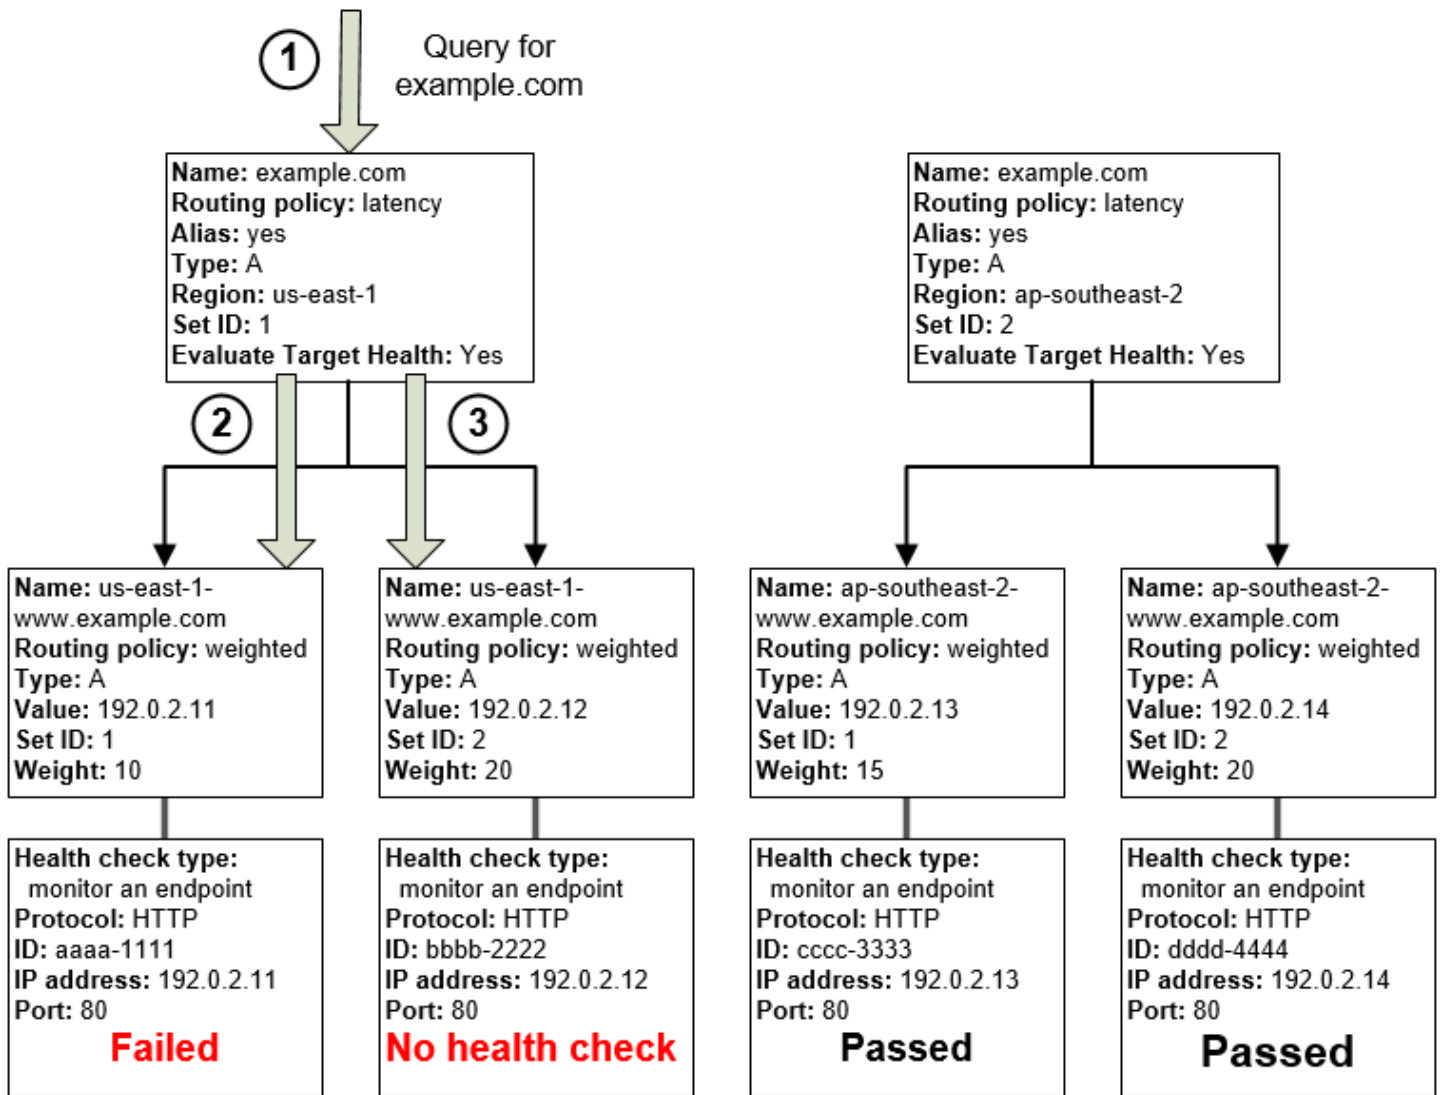 1
Query for
example.com
Name: example.com
Routing policy: latency
Alias: yes
Type: A
Region: us-east-1
Set ID: 1
Evaluate Target Health: Yes
Name: example.com
Routing policy: latency
Alias: yes
Type: A
Region: ap-southeast-2
Set ID: 2
Evaluate Target Health: Yes
2
3
Name: us-east-1-
www.example.com
Routing policy: weighted
Type: A
Value: 192.0.2.11
Set ID: 1
Weight: 10
Name: us-east-1-
www.example.com
Routing policy: weighted
Type: A
Value: 192.0.2.12
Set ID: 2
Weight: 20
Name: ap-southeast-2-
www.example.com
Routing policy: weighted
Type: A
Value: 192.0.2.13
Set ID: 1
Weight: 15
Name: ap-southeast-2-
www.example.com
Routing policy: weighted
Type: A
Value: 192.0.2.14
Set ID: 2
Weight: 20
Health check type:
monitor an endpoint
Protocol: HTTP
ID: aaaa-1111
IP address: 192.0.2.11
Port: 80
Failed
Health check type:
monitor an endpoint
Protocol: HTTP
ID: bbbb-2222
IP address: 192.0.2.12
Port: 80
No health check
Health check type:
monitor an endpoint
Protocol: HTTP
ID: cccc-3333
IP address: 192.0.2.13
Port: 80
Passed
Health check type:
monitor an endpoint
Protocol: HTTP
ID: dddd-4444
IP address: 192.0.2.14
Port: 80
Passed